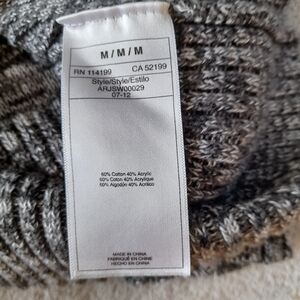 M / M / M
RN 114199 CA 52199
Style/Style/Estilo
ARJSW00029
07-12
60% Cotton 40% Acrylic
60% Coton 40% Acrylique
60% Algodón 40% Acrílico
MADE IN CHINA
FABRIQUÉ EN CHINE
HECHO EN CHINA